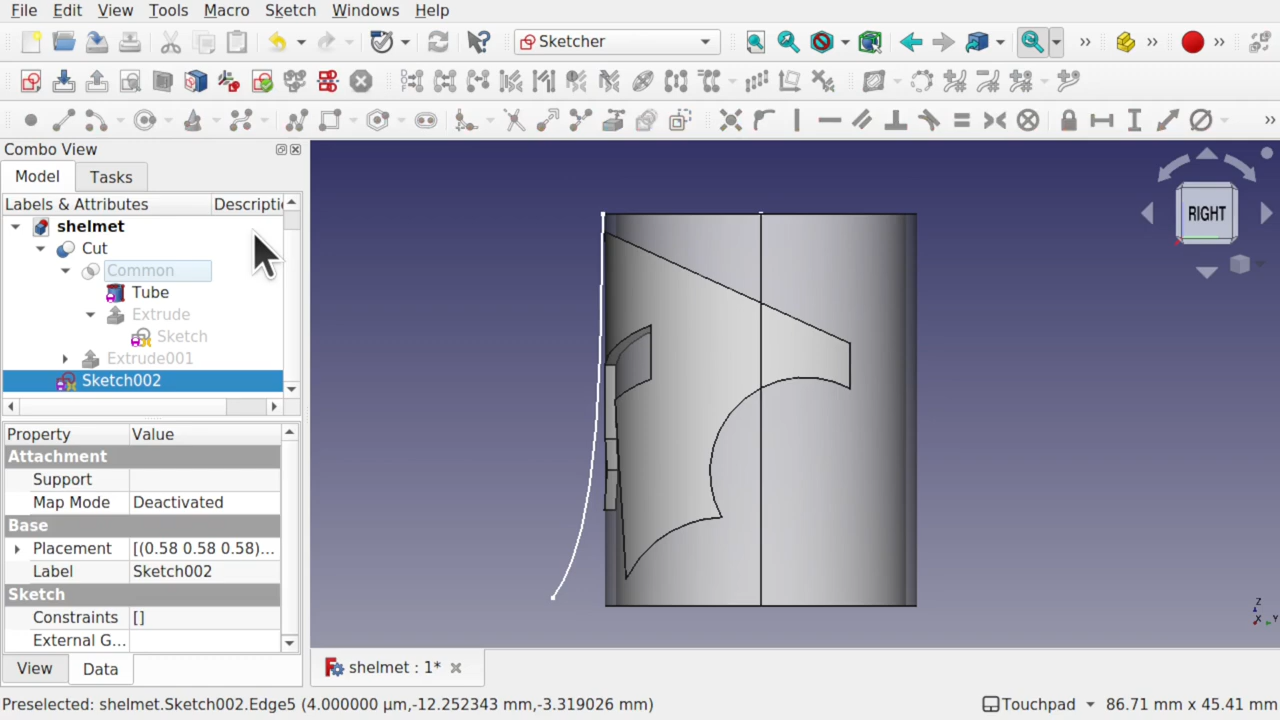 File Edit View Tools Macro Sketch Windows Help
Sketcher
Combo View
Model Tasks
Labels & Attributes Descripti
shelmet
Cut
Common
Tube
Extrude
Sketch
Extrude001
Sketch002
Property Value
Attachment
Support
Map Mode Deactivated
Base
Placement [(0.58 0.58 0.58)...
Label Sketch002
Sketch
Constraints []
External G...
View Data
RIGHT
Z
X Y
shelmet : 1*
Preselected: shelmet.Sketch002.Edge5 (4.000000 µm,-12.252343 mm,-3.319026 mm)
Touchpad 86.71 mm x 45.41 mm